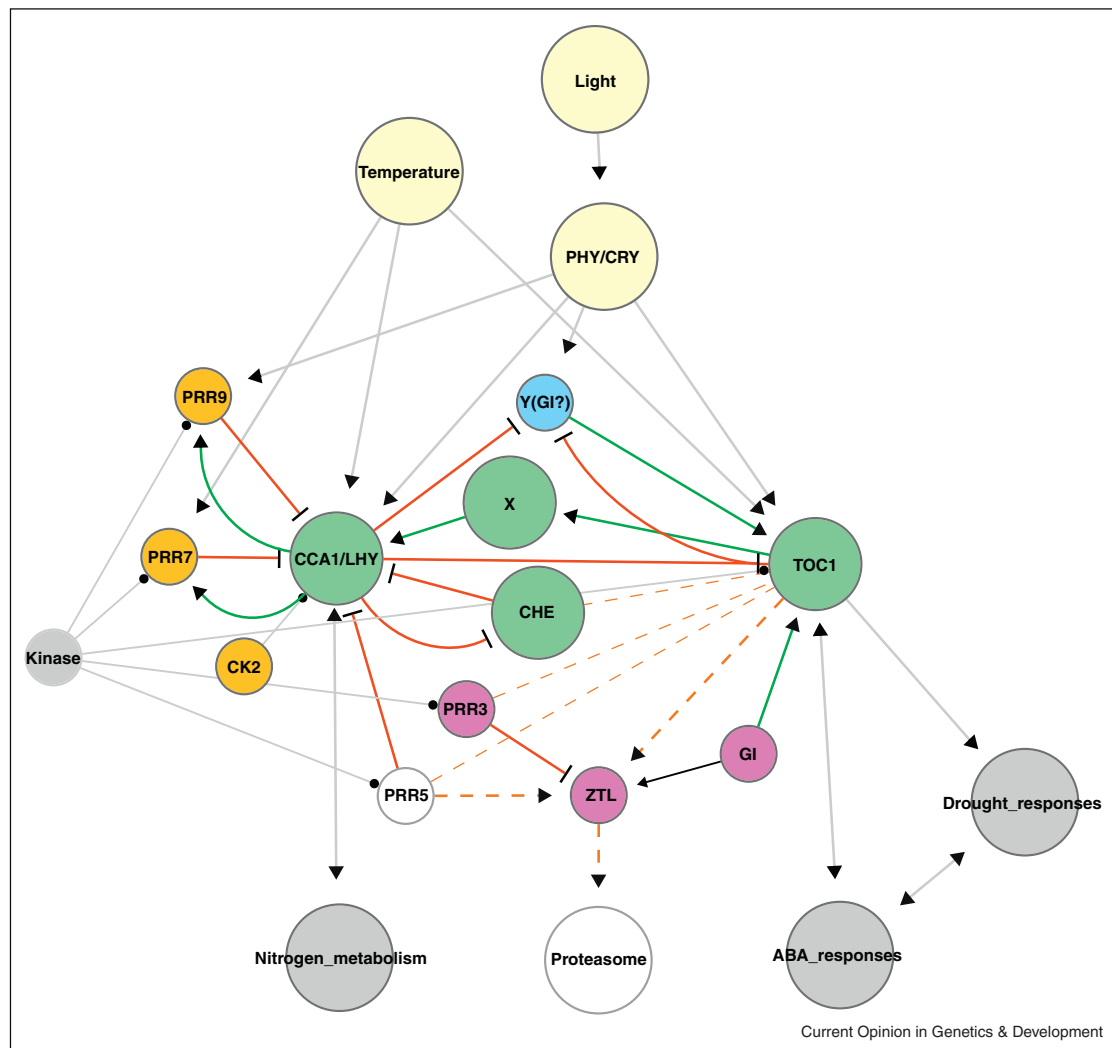 Light
Temperature
PHY/CRY
PRR9
Y(GI?)
X
PRR7
CCA1/LHY
TOC1
CHE
Kinase
CK2
PRR3
GI
PRR5
ZTL
Drought_responses
Nitrogen_metabolism
Proteasome
ABA_responses
Current Opinion in Genetics & Development